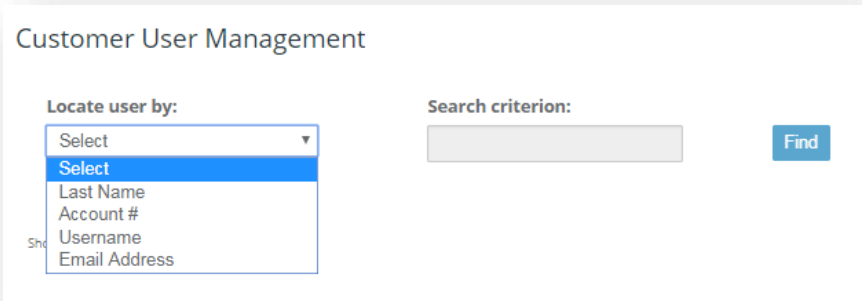 Customer User Management
Locate user by:
Search criterion:
Select
Find
Select
Last Name
Account #
Username
Email Address